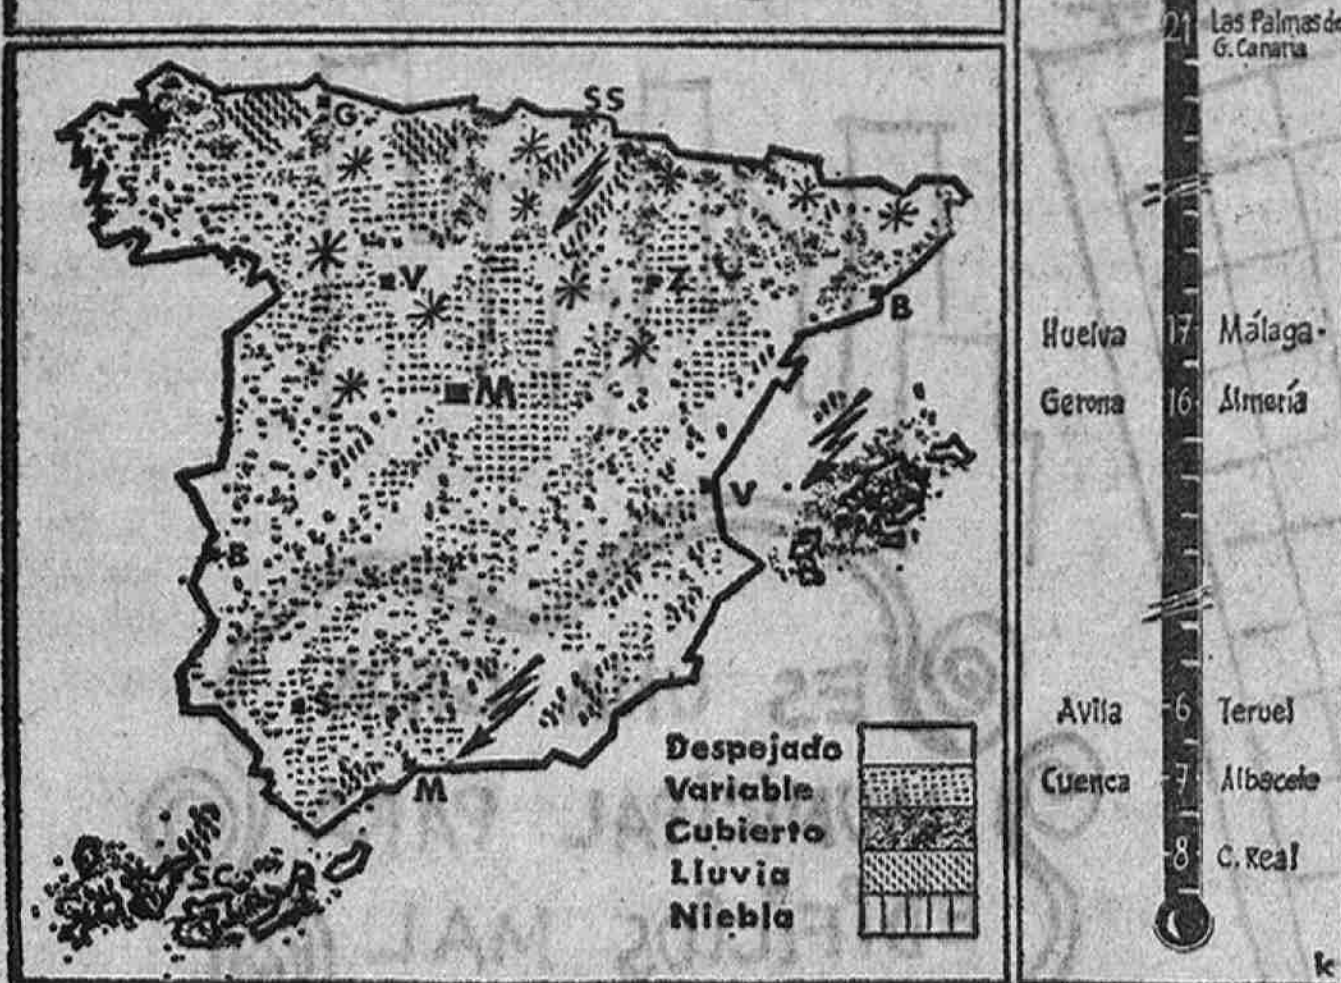 SS
G
V
Z
B
M
V
B
S
M
SC
Despejado
Variable
Cubierto
Lluvia
Niebla
21 Las Palmas de
G. Canaria
Huelva 17 Málaga
Gerona 16 Almería
Avila -6 Teruel
Cuenca -7 Albacete
-8 C. Real
k